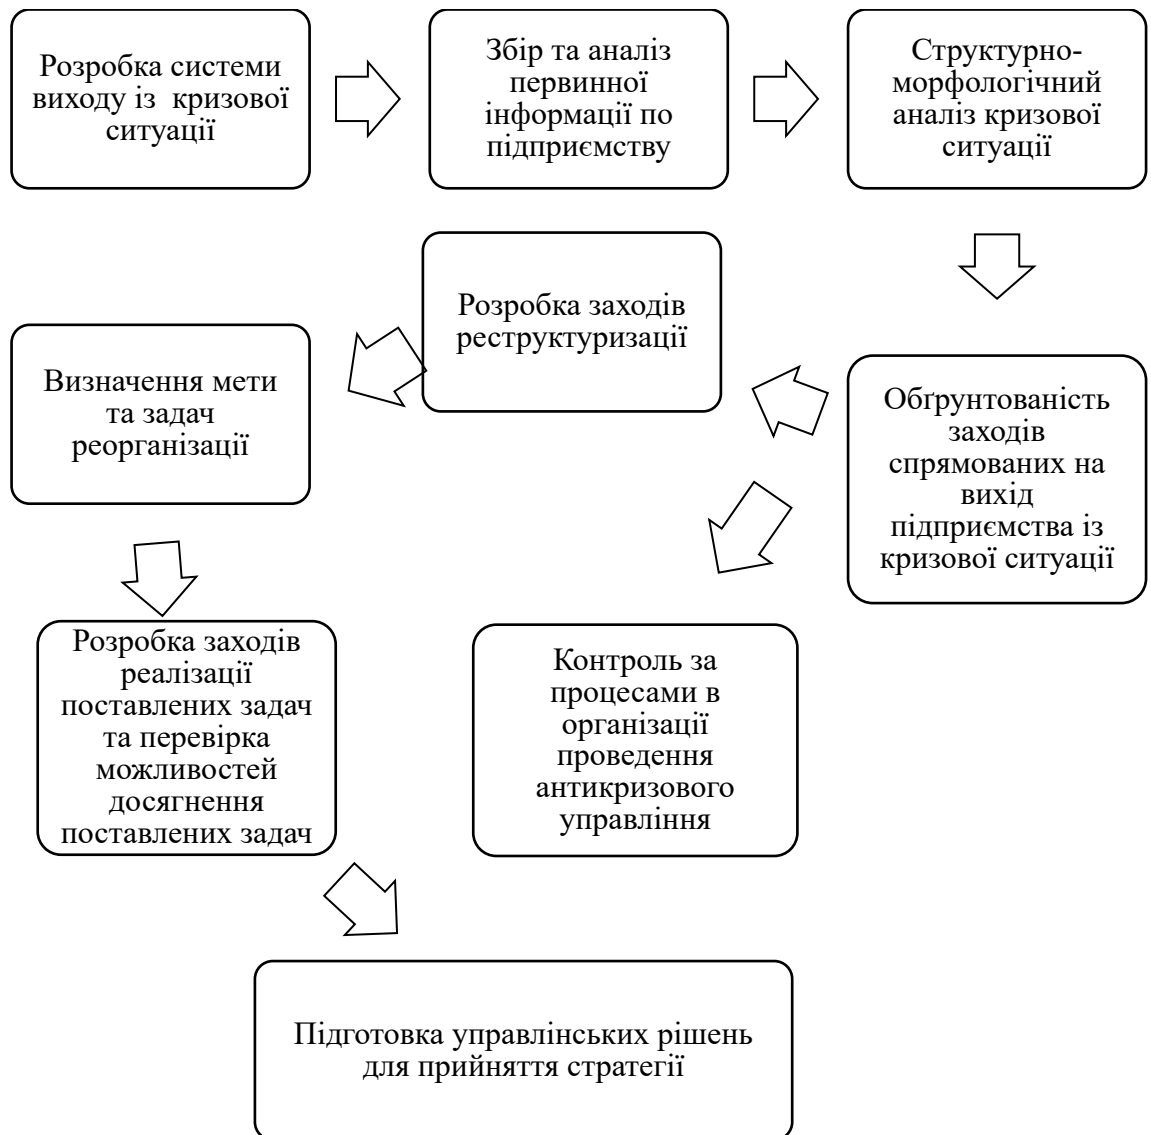 Розробка системи
виходу із  кризової
ситуації
Збір та аналіз
первинної
інформації по
підприємству
Структурно-
морфологічний
аналіз кризової
ситуації
Розробка заходів
реструктуризації
Визначення мети
та задач
реорганізації
Обґрунтованість
заходів
спрямованих на
вихід
підприємства із
кризової ситуації
Розробка заходів
реалізації
поставлених задач
та перевірка
можливостей
досягнення
поставлених задач
Контроль за
процесами в
організації
проведення
антикризового
управління
Підготовка управлінських рішень
для прийняття стратегії